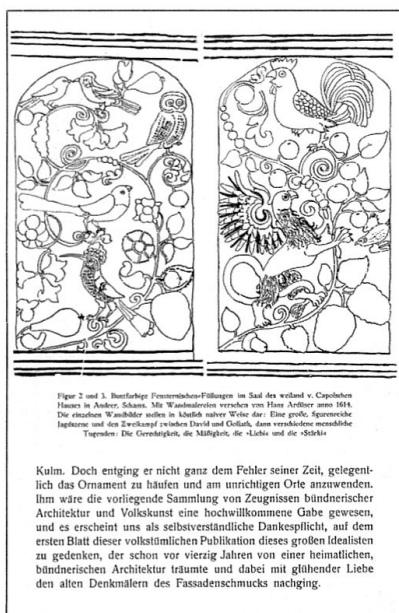 Figur 2 und 3. Buntfarbige Fensternischen-Füllungen im Saal des weiland v. Capolschen
Hauses in Andeer, Schams. Mit Wandmalereien versehen von Hans Ardüser anno 1614.
Die einzelnen Wandbilder stellen in köstlich naiver Weise dar: Eine große, figurenreiche
Jagdszene und den Zweikampf zwischen David und Goliath, dann verschiedene menschliche
Tugenden: Die Gerechtigkeit, die Mäßigkeit, die »Liebi« und die »Stärki«
Kulm. Doch entging er nicht ganz dem Fehler seiner Zeit, gelegent-
lich das Ornament zu häufen und am unrichtigen Orte anzuwenden.
Ihm wäre die vorliegende Sammlung von Zeugnissen bündnerischer
Architektur und Volkskunst eine hochwillkommene Gabe gewesen,
und es erscheint uns als selbstverständliche Dankespflicht, auf dem
ersten Blatt dieser volkstümlichen Publikation dieses großen Idealisten
zu gedenken, der schon vor vierzig Jahren von einer heimatlichen,
bündnerischen Architektur träumte und dabei mit glühender Liebe
den alten Denkmälern des Fassadenschmucks nachging.